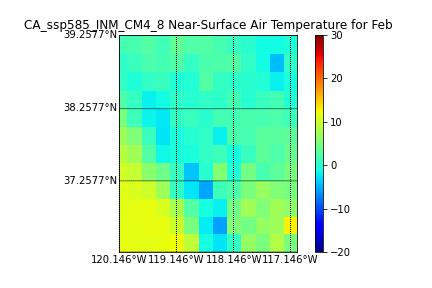 CA_ssp585_INM_CM4_8 Near-Surface Air Temperature for Feb
39.2577°N
38.2577°N
37.2577°N
120.146°W 119.146°W 118.146°W 117.146°W
30
20
10
0
−10
−20